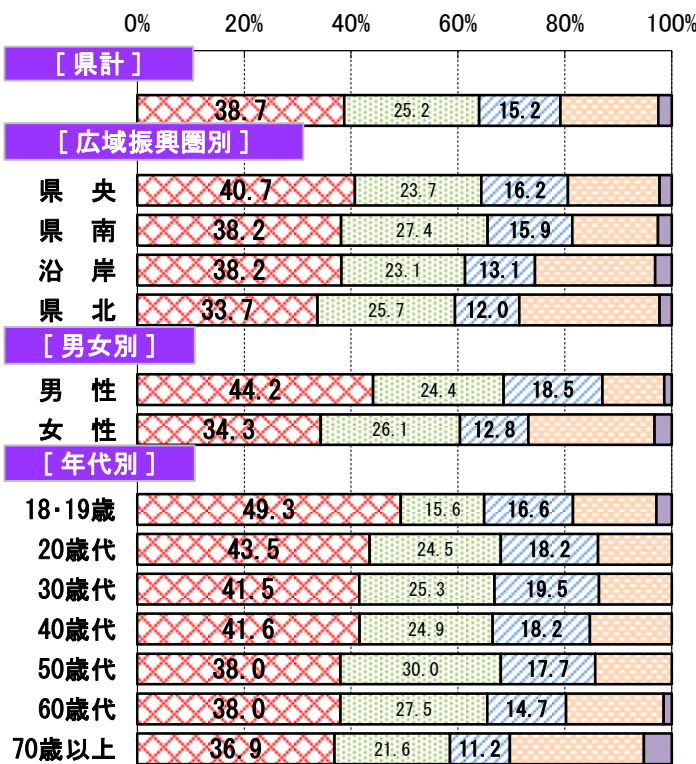 0% 20% 40% 60% 80% 100%
[ 県計 ]
38.7 25.2 15.2
[ 広域振興圏別 ]
県 央 40.7 23.7 16.2
県 南 38.2 27.4 15.9
沿 岸 38.2 23.1 13.1
県 北 33.7 25.7 12.0
[ 男女別 ]
男 性 44.2 24.4 18.5
女 性 34.3 26.1 12.8
[ 年代別 ]
18・19歳 49.3 15.6 16.6
20歳代 43.5 24.5 18.2
30歳代 41.5 25.3 19.5
40歳代 41.6 24.9 18.2
50歳代 38.0 30.0 17.7
60歳代 38.0 27.5 14.7
70歳以上 36.9 21.6 11.2